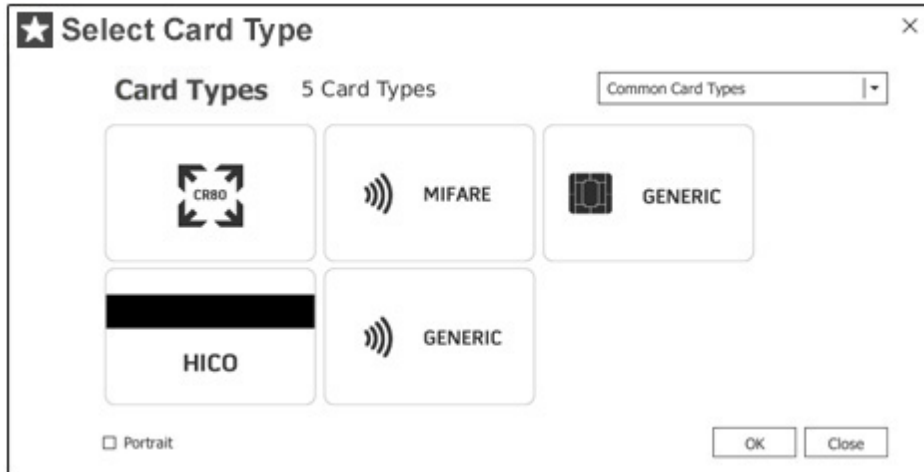 Select Card Type
Card Types 5 Card Types Common Card Types
CR80
MIFARE
GENERIC
HICO
GENERIC
Portrait OK Close